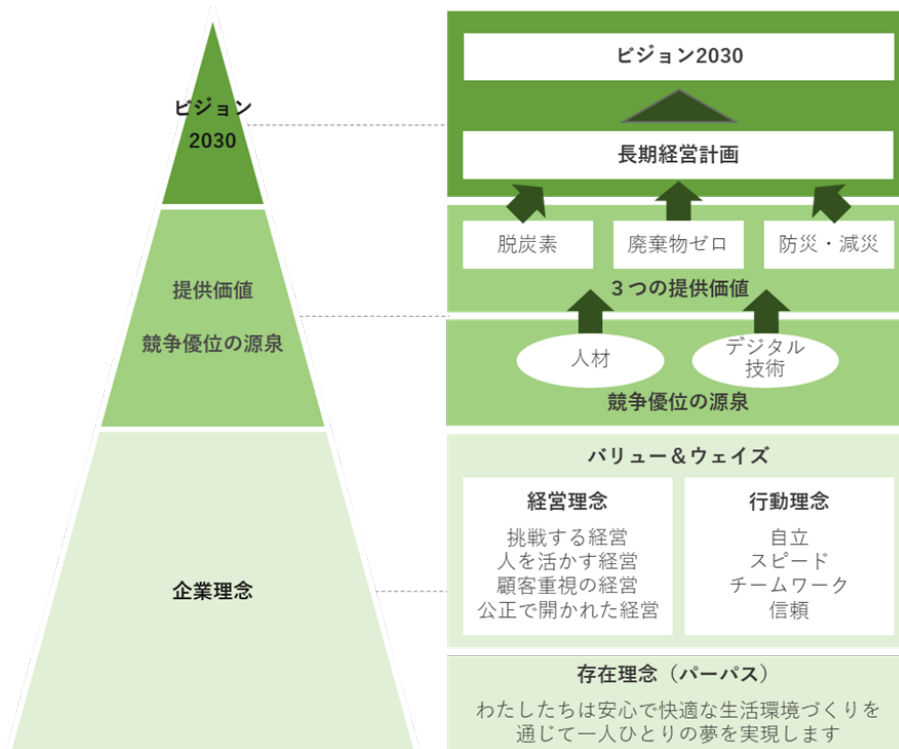 ビジョン
2030
提供価値
競争優位の源泉
企業理念
ビジョン2030
長期経営計画
脱炭素
廃棄物ゼロ
防災・減災
3つの提供価値
人材
デジタル
技術
競争優位の源泉
バリュー&ウェイズ
経営理念
挑戦する経営
人を活かす経営
顧客重視の経営
公正で開かれた経営
行動理念
自立
スピード
チームワーク
信頼
存在理念（パーパス）
わたしたちは安心で快適な生活環境づくりを
通じて一人ひとりの夢を実現します